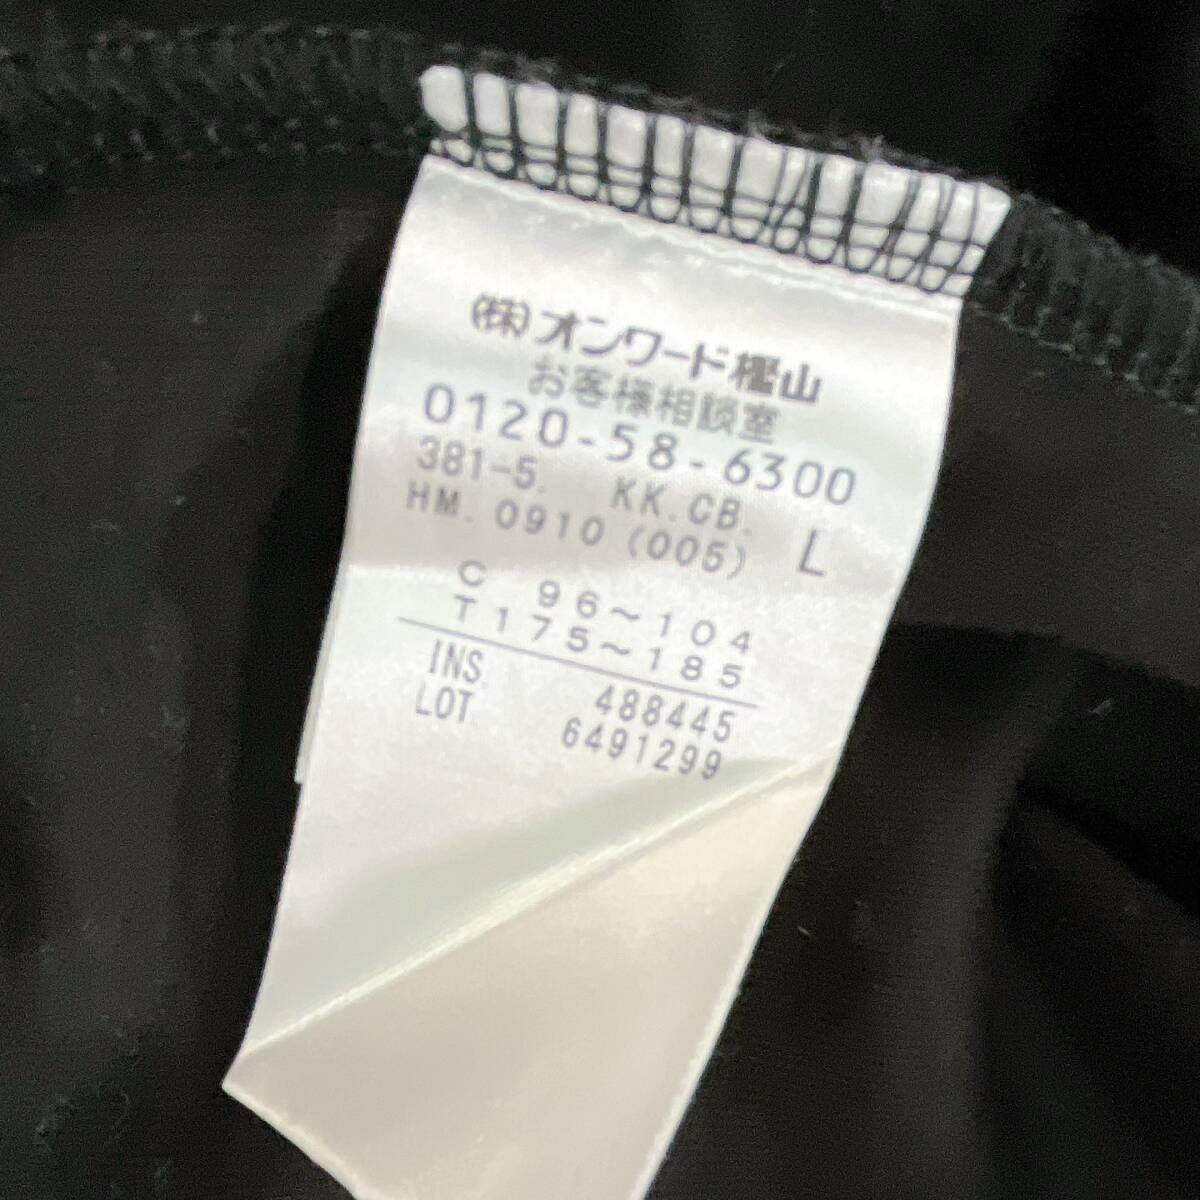 (株)オンワード樫山
お客様相談室
0120-58-6300
381-5. KK.CB.
HM. 0910 (005) L
C 96~104
T 175~185
INS. 488445
LOT. 6491299